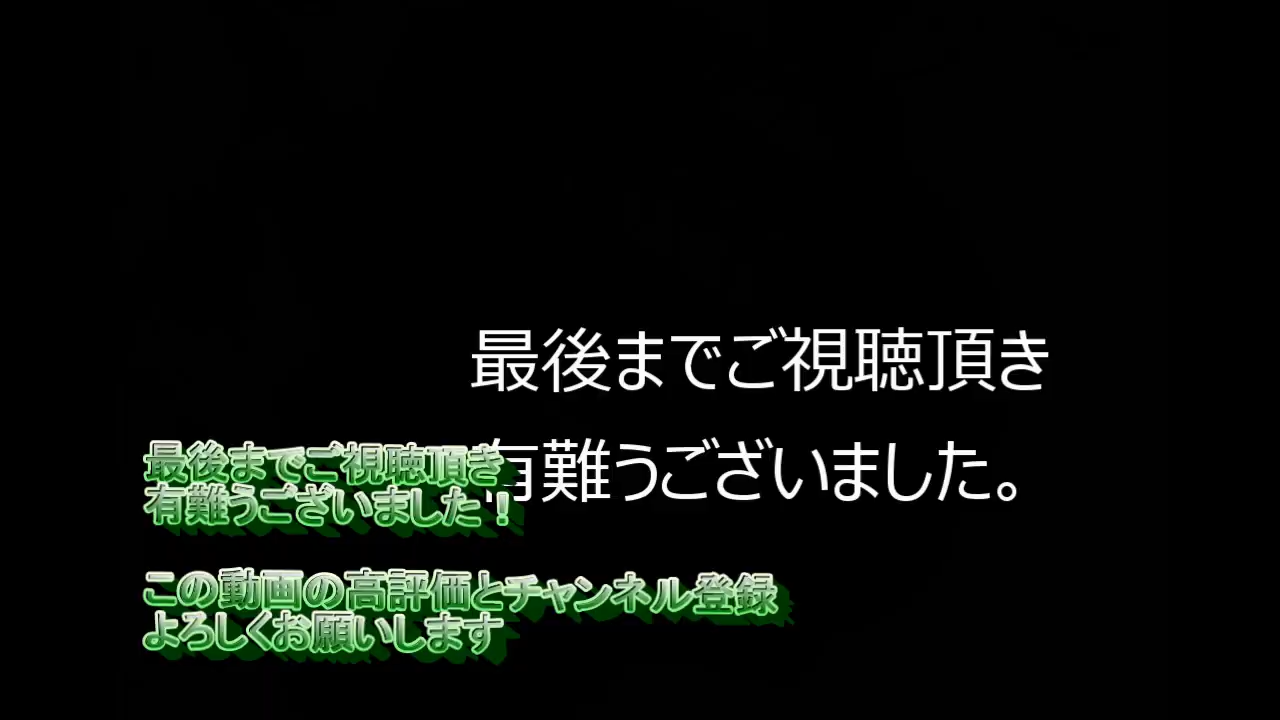 最後までご視聴頂き
有難うございました。
最後までご視聴頂き
有難うございました！
この動画の高評価とチャンネル登録
よろしくお願いします